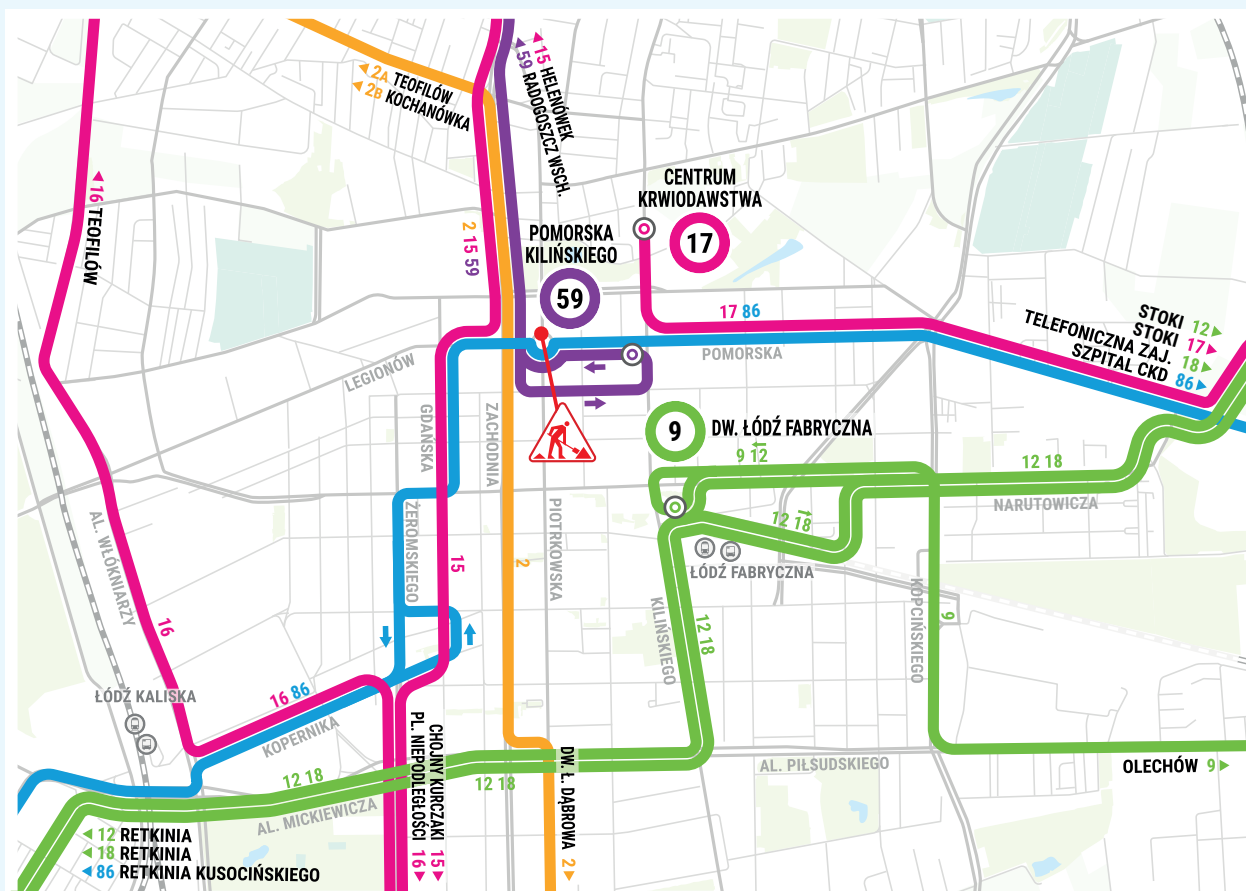 ◄2A TEOFILÓW
◄2B KOCHANÓWKA
◄15 HELENÓWEK
◄59 RADOGOSZCZ WSCH.
◄16 TEOFILÓW
2 15 59
CENTRUM
KRWIODAWSTWA
17
POMORSKA
KILIŃSKIEGO
59
17 86
POMORSKA
STOKI 12►
STOKI 17►
TELEFONICZNA ZAJ. 18►
SZPITAL CKD 86►
LEGIONÓW
GDAŃSKA
ZACHODNIA
9
DW. ŁÓDŹ FABRYCZNA
9 12
12 18
NARUTOWICZA
12 18
ŁÓDŹ FABRYCZNA
AL. WŁÓKNIARZY
ŻEROMSKIEGO
15
2
PIOTRKOWSKA
KILIŃSKIEGO
12 18
KOPCIŃSKIEGO
9
16
ŁÓDŹ KALISKA
16 86
KOPERNIKA
CHOJNY KURCZAKI 15►
PL. NIEPODLEGŁOŚCI 16►
DW. Ł. DĄBROWA 2►
AL. PIŁSUDSKIEGO
OLECHÓW 9►
12 18
12 18
AL. MICKIEWICZA
◄12 RETKINIA
◄18 RETKINIA
◄86 RETKINIA KUSOCIŃSKIEGO